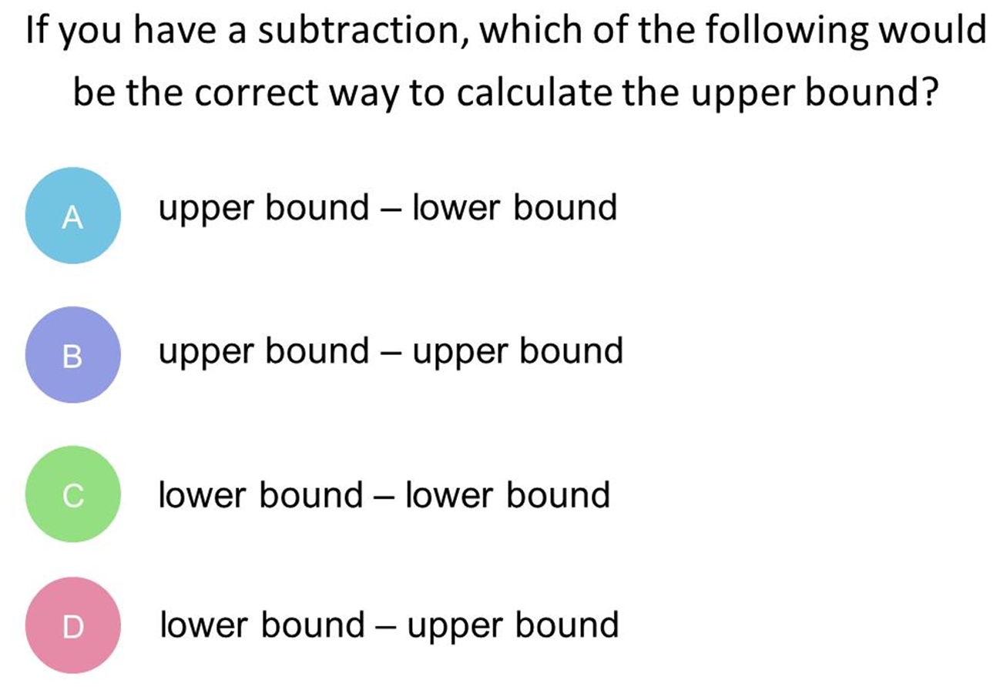 If you have a subtraction, which of the following would
be the correct way to calculate the upper bound?
A upper bound – lower bound
B upper bound – upper bound
C lower bound – lower bound
D lower bound – upper bound